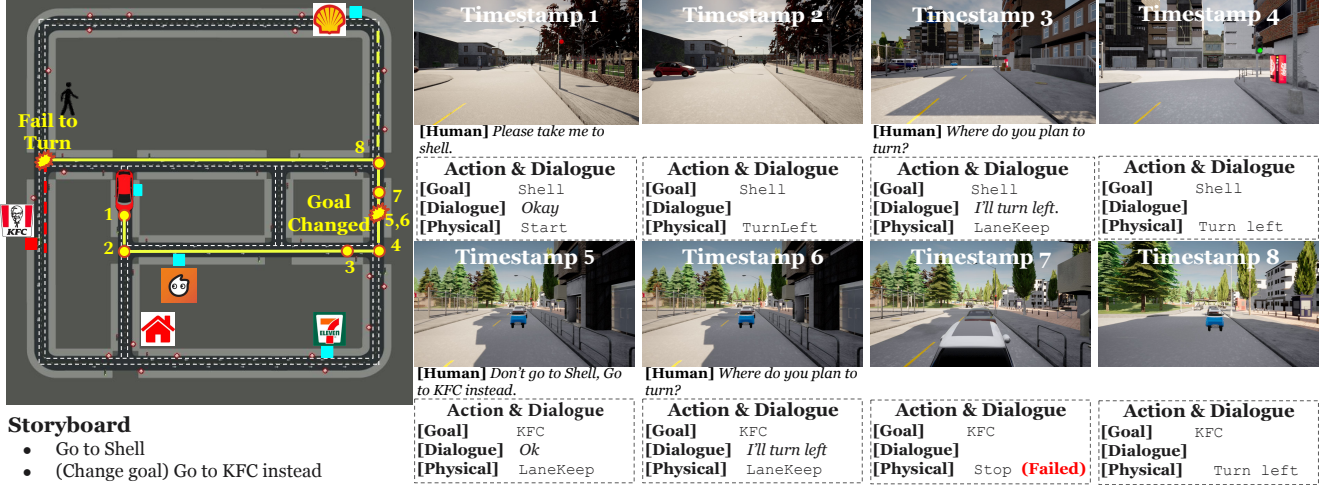 Fail to
Turn
8
7
Goal
Changed
5,6
1
2
3
4
KFC
ELEVEN
Storyboard
• Go to Shell
• (Change goal) Go to KFC instead
Timestamp 1
[Human] Please take me to
shell.
Action & Dialogue
[Goal] Shell
[Dialogue] Okay
[Physical] Start
Timestamp 2
Action & Dialogue
[Goal] Shell
[Dialogue]
[Physical] TurnLeft
Timestamp 3
[Human] Where do you plan to
turn?
Action & Dialogue
[Goal] Shell
[Dialogue] I'll turn left.
[Physical] LaneKeep
Timestamp 4
Action & Dialogue
[Goal] Shell
[Dialogue]
[Physical] Turn left
Timestamp 5
[Human] Don't go to Shell, Go
to KFC instead.
Action & Dialogue
[Goal] KFC
[Dialogue] Ok
[Physical] LaneKeep
Timestamp 6
[Human] Where do you plan to
turn?
Action & Dialogue
[Goal] KFC
[Dialogue] I'll turn left
[Physical] LaneKeep
Timestamp 7
Action & Dialogue
[Goal] KFC
[Dialogue]
[Physical] Stop (Failed)
Timestamp 8
Action & Dialogue
[Goal] KFC
[Dialogue]
[Physical] Turn left